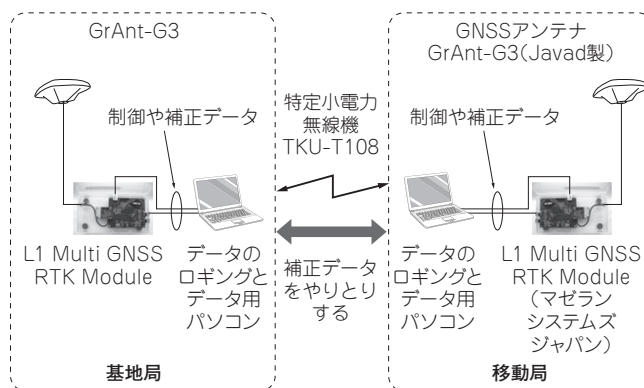 GrAnt-G3
制御や補正データ
L1 Multi GNSS
RTK Module
データの
ロギングと
データ用
パソコン
基地局
特定小電力
無線機
TKU-T108
補正データ
をやりとり
する
GNSSアンテナ
GrAnt-G3(Javad製)
制御や補正データ
データの
ロギングと
データ用
パソコン
L1 Multi GNSS
RTK Module
(マゼラン
システムズ
ジャパン)
移動局